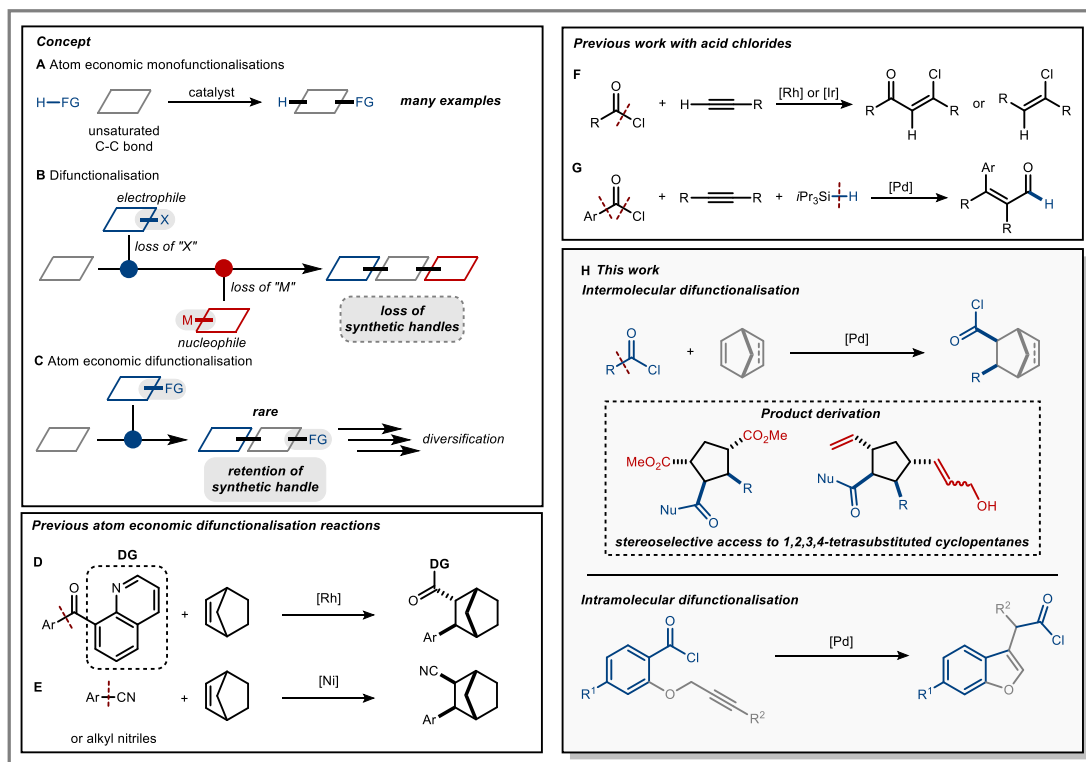 Concept
A Atom economic monofunctionalisations
H—FG
catalyst
H
FG
many examples
unsaturated
C-C bond
B Difunctionalisation
electrophile
X
loss of "X"
loss of "M"
M
nucleophile
loss of
synthetic handles
C Atom economic difunctionalisation
FG
rare
FG
diversification
retention of
synthetic handle
Previous atom economic difunctionalisation reactions
D
DG
O
N
Ar
+
[Rh]
DG
O
Ar
E
Ar
CN
+
[Ni]
NC
Ar
or alkyl nitriles
Previous work with acid chlorides
F
O
R
Cl
+
H
R
[Rh] or [Ir]
O
Cl
R
R
H
or
Cl
R
R
H
G
O
Ar
Cl
+
R
R
+
iPr3Si
H
[Pd]
Ar
O
R
H
R
H This work
Intermolecular difunctionalisation
O
R
Cl
+
[Pd]
Cl
O
R
Product derivation
CO2Me
MeO2C
R
Nu
O
Nu
O
R
OH
stereoselective access to 1,2,3,4-tetrasubstituted cyclopentanes
Intramolecular difunctionalisation
O
Cl
R1
O
R2
[Pd]
R2
O
Cl
R1
O